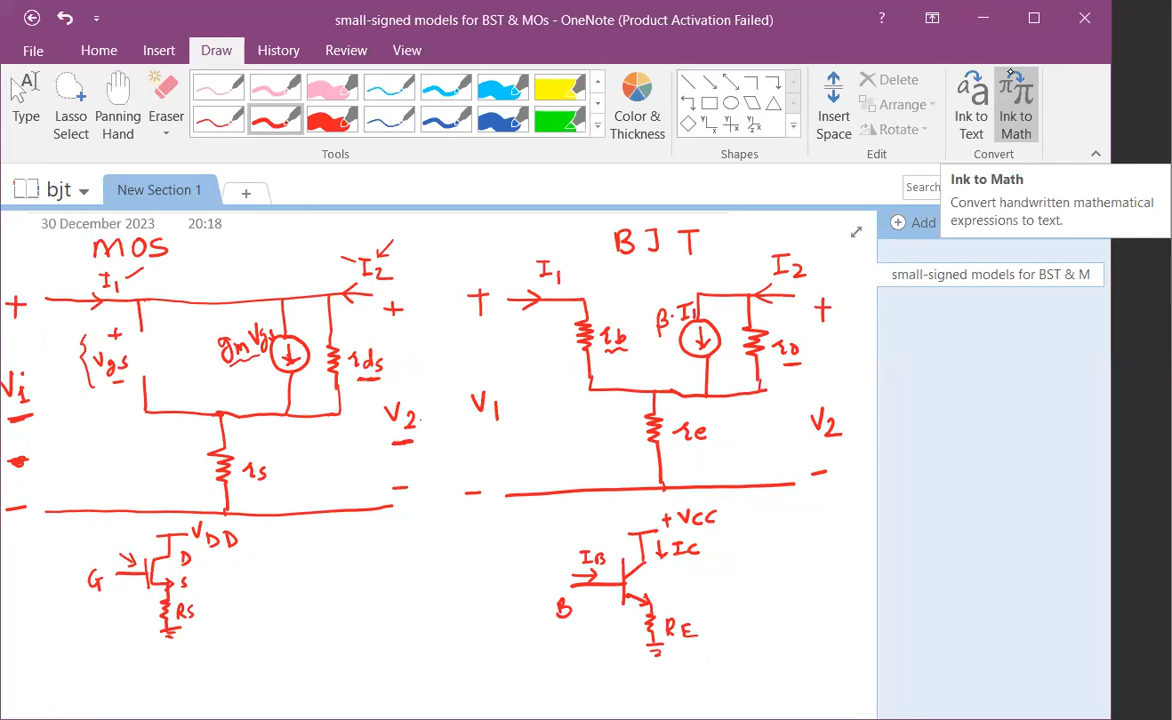 small-signed models for BST & MOs - OneNote (Product Activation Failed)
?
File
Home
Insert
Draw
History
Review
View
Type
Lasso Select
Panning Hand
Eraser
Color & Thickness
Insert Space
Delete
Arrange
Rotate
Ink to Text
Ink to Math
Tools
Shapes
Edit
Convert
Ink to Math
Convert handwritten mathematical
expressions to text.
bjt
New Section 1
+
Search
Add
small-signed models for BST & M
30 December 2023 20:18
MOS
I1
I2
+
+
+
Vgs
gmVgs
rds
Vi
V2
rs
-
-
VDD
D
G
S
RS
BJT
I1
I2
+
+
rb
β·I1
ro
V1
V2
re
-
-
+VCC
IB
IC
B
RE